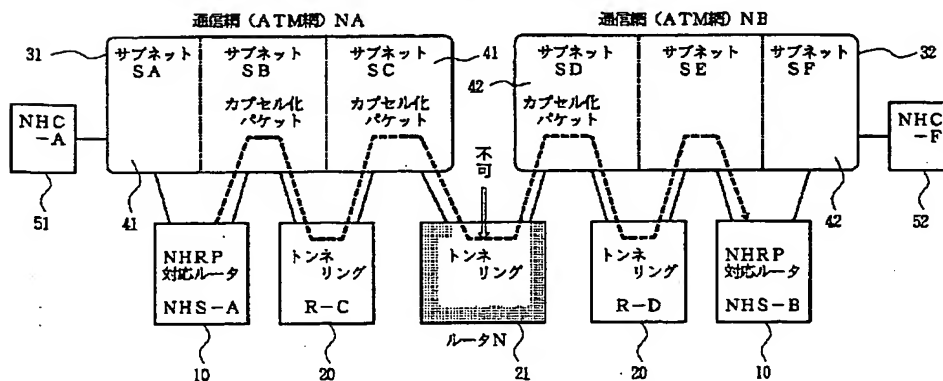 通信網(ATM網)NA
通信網(ATM網)NB
31
サブネット
SA
サブネット
SB
サブネット
SC
41
42
サブネット
SD
サブネット
SE
サブネット
SF
32
カプセル化
パケット
カプセル化
パケット
カプセル化
パケット
NHC
-A
NHC
-F
不可
51
41
42
52
NHRP
対応ルータ
NHS-A
トンネ
リング
R-C
トンネ
リング
トンネ
リング
R-D
NHRP
対応ルータ
NHS-B
ルータN
10
20
21
20
10